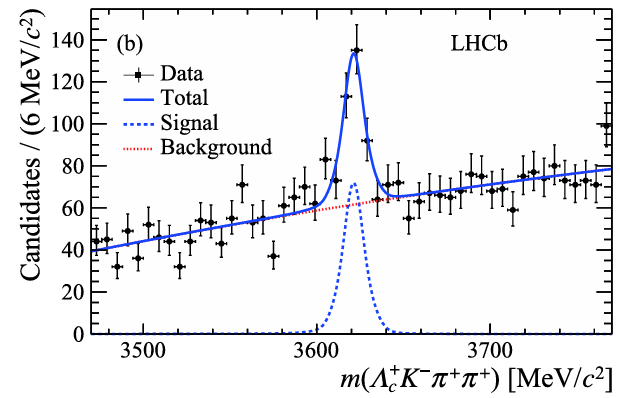 140
120
100
80
60
40
20
0
Candidates / (6 MeV/c²)
(b)
LHCb
Data
Total
Signal
Background
3500
3600
3700
m(Λc⁺K⁻π⁺π⁺) [MeV/c²]